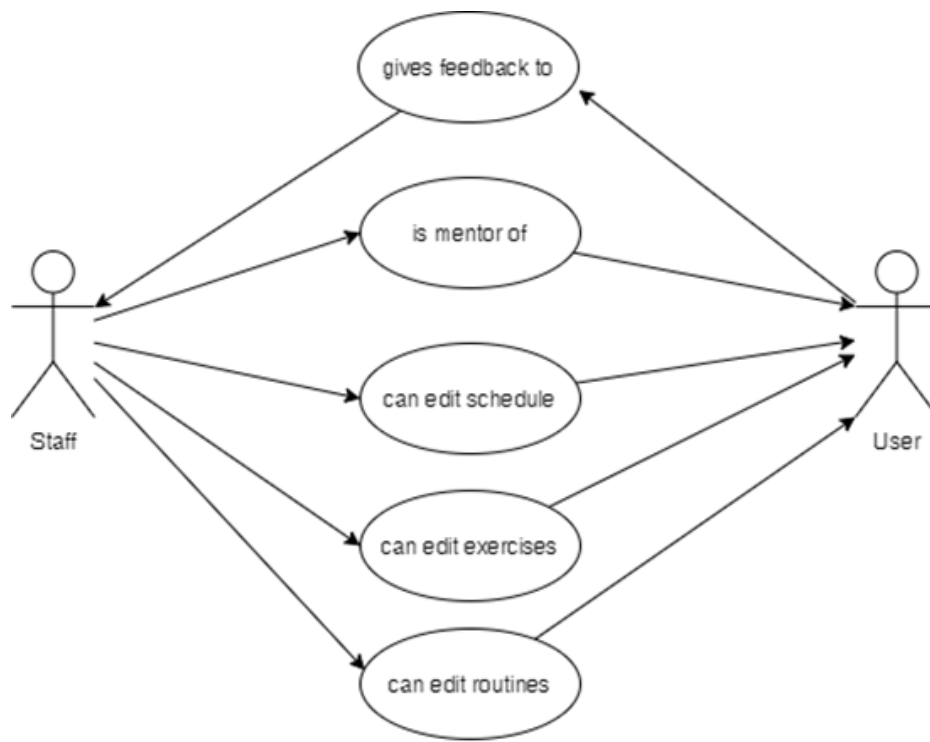 gives feedback to
is mentor of
can edit schedule
Staff
User
can edit exercises
can edit routines